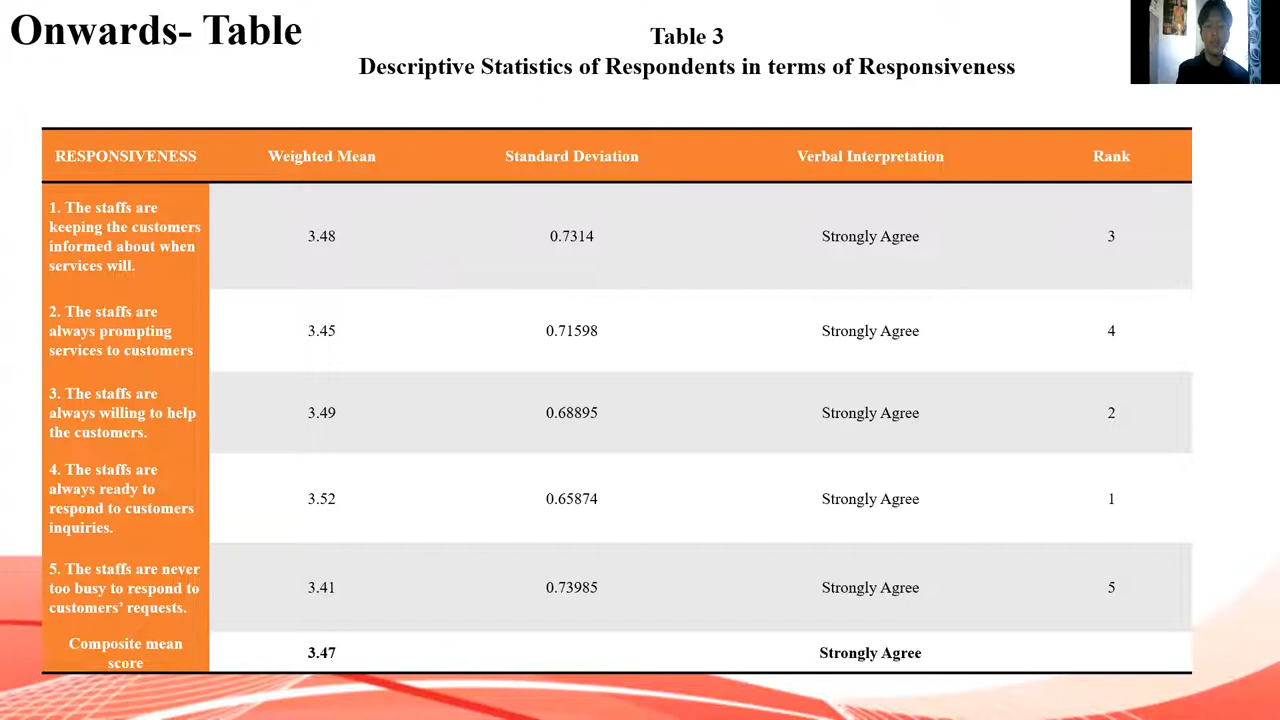 Onwards- Table
Table 3
Descriptive Statistics of Respondents in terms of Responsiveness
RESPONSIVENESS Weighted Mean Standard Deviation Verbal Interpretation Rank
1. The staffs are
keeping the customers
informed about when
services will.
3.48 0.7314 Strongly Agree 3
2. The staffs are
always prompting
services to customers
3.45 0.71598 Strongly Agree 4
3. The staffs are
always willing to help
the customers.
3.49 0.68895 Strongly Agree 2
4. The staffs are
always ready to
respond to customers
inquiries.
3.52 0.65874 Strongly Agree 1
5. The staffs are never
too busy to respond to
customers’ requests.
3.41 0.73985 Strongly Agree 5
Composite mean
score
3.47 Strongly Agree